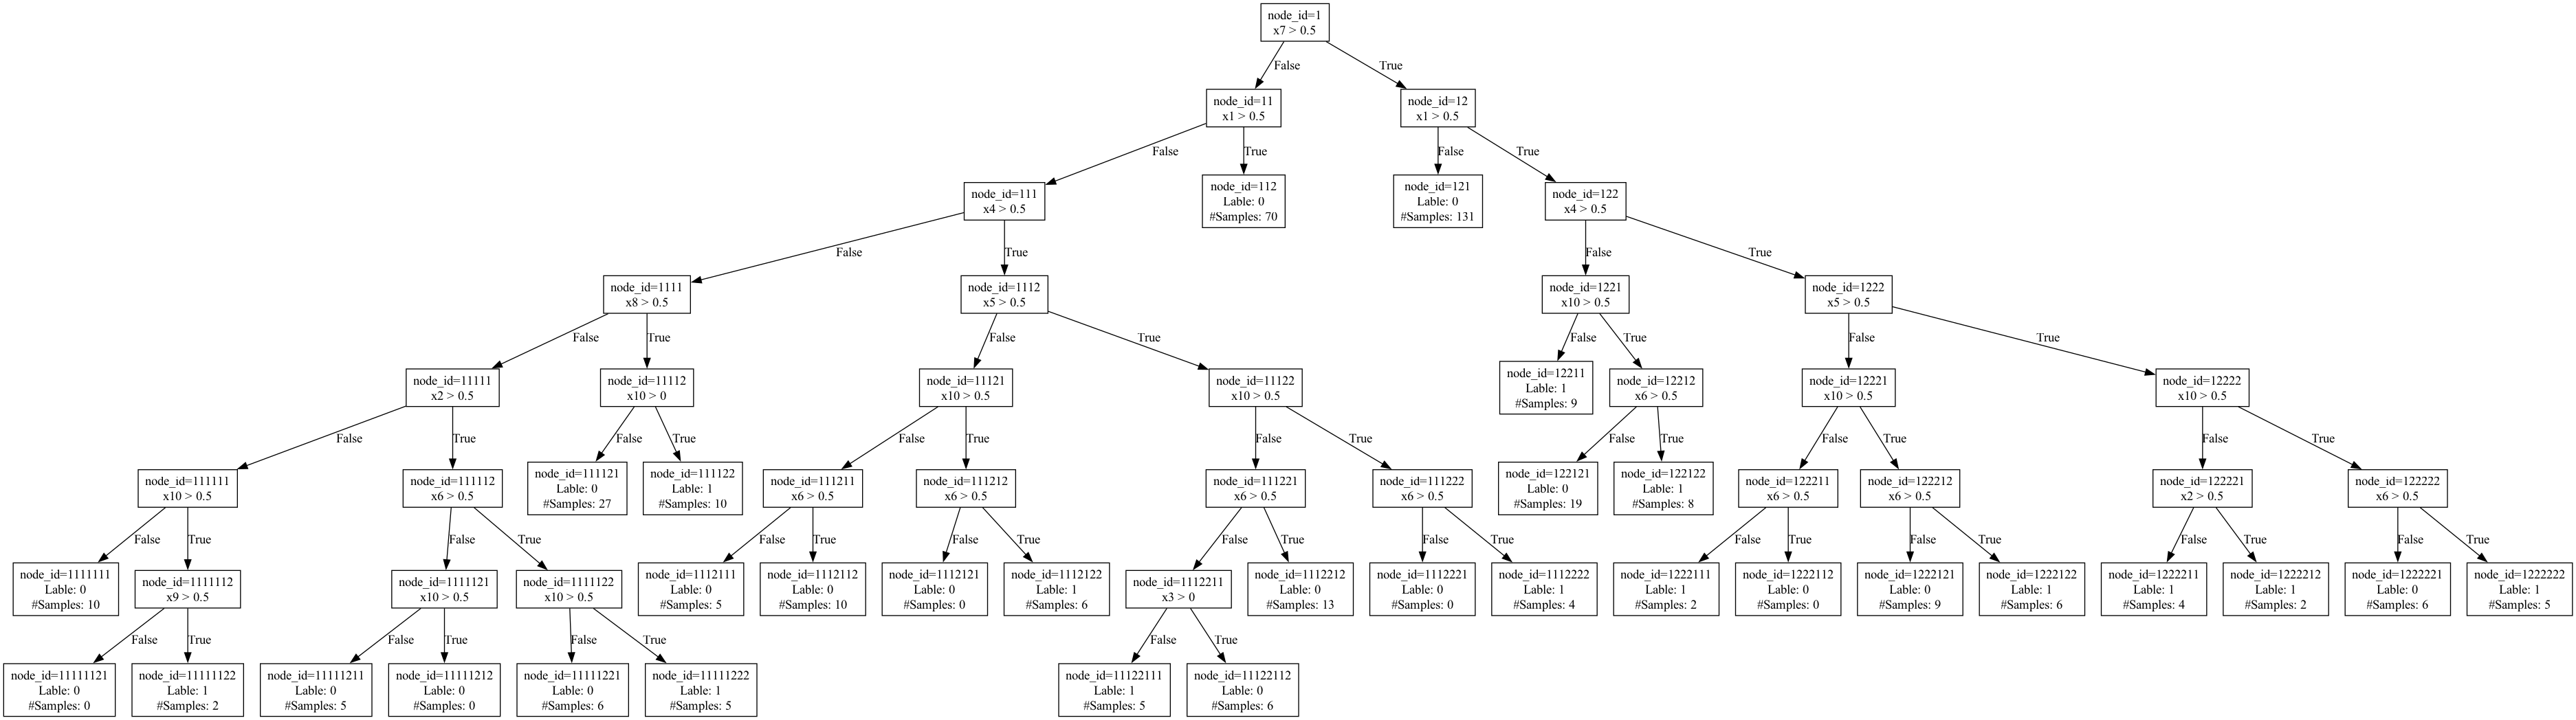 node_id=1
x7 > 0.5
False
True
node_id=11
x1 > 0.5
node_id=12
x1 > 0.5
False
True
False
True
node_id=111
x4 > 0.5
node_id=112
Lable: 0
#Samples: 70
node_id=121
Lable: 0
#Samples: 131
node_id=122
x4 > 0.5
False
True
False
True
node_id=1111
x8 > 0.5
node_id=1112
x5 > 0.5
node_id=1221
x10 > 0.5
node_id=1222
x5 > 0.5
False
True
False
True
False
True
False
True
node_id=11111
x2 > 0.5
node_id=11112
x10 > 0
node_id=11121
x10 > 0.5
node_id=11122
x10 > 0.5
node_id=12211
Lable: 1
#Samples: 9
node_id=12212
x6 > 0.5
node_id=12221
x10 > 0.5
node_id=12222
x10 > 0.5
False
True
False
True
False
True
False
True
False
True
False
True
False
True
node_id=111111
x10 > 0.5
node_id=111112
x6 > 0.5
node_id=111121
Lable: 0
#Samples: 27
node_id=111122
Lable: 1
#Samples: 10
node_id=111211
x6 > 0.5
node_id=111212
x6 > 0.5
node_id=111221
x6 > 0.5
node_id=111222
x6 > 0.5
node_id=122121
Lable: 0
#Samples: 19
node_id=122122
Lable: 1
#Samples: 8
node_id=122211
x6 > 0.5
node_id=122212
x6 > 0.5
node_id=122221
x2 > 0.5
node_id=122222
x6 > 0.5
False
True
False
True
False
True
False
True
False
True
False
True
False
True
False
True
False
True
False
True
node_id=1111111
Lable: 0
#Samples: 10
node_id=1111112
x9 > 0.5
node_id=1111121
x10 > 0.5
node_id=1111122
x10 > 0.5
node_id=1112111
Lable: 0
#Samples: 5
node_id=1112112
Lable: 0
#Samples: 10
node_id=1112121
Lable: 0
#Samples: 0
node_id=1112122
Lable: 1
#Samples: 6
node_id=1112211
x3 > 0
node_id=1112212
Lable: 0
#Samples: 13
node_id=1112221
Lable: 0
#Samples: 0
node_id=1112222
Lable: 1
#Samples: 4
node_id=1222111
Lable: 1
#Samples: 2
node_id=1222112
Lable: 0
#Samples: 0
node_id=1222121
Lable: 0
#Samples: 9
node_id=1222122
Lable: 1
#Samples: 6
node_id=1222211
Lable: 1
#Samples: 4
node_id=1222212
Lable: 1
#Samples: 2
node_id=1222221
Lable: 0
#Samples: 6
node_id=1222222
Lable: 1
#Samples: 5
False
True
False
True
False
True
False
True
node_id=11111121
Lable: 0
#Samples: 0
node_id=11111122
Lable: 1
#Samples: 2
node_id=11111211
Lable: 0
#Samples: 5
node_id=11111212
Lable: 0
#Samples: 0
node_id=11111221
Lable: 0
#Samples: 6
node_id=11111222
Lable: 1
#Samples: 5
node_id=11122111
Lable: 1
#Samples: 5
node_id=11122112
Lable: 0
#Samples: 6